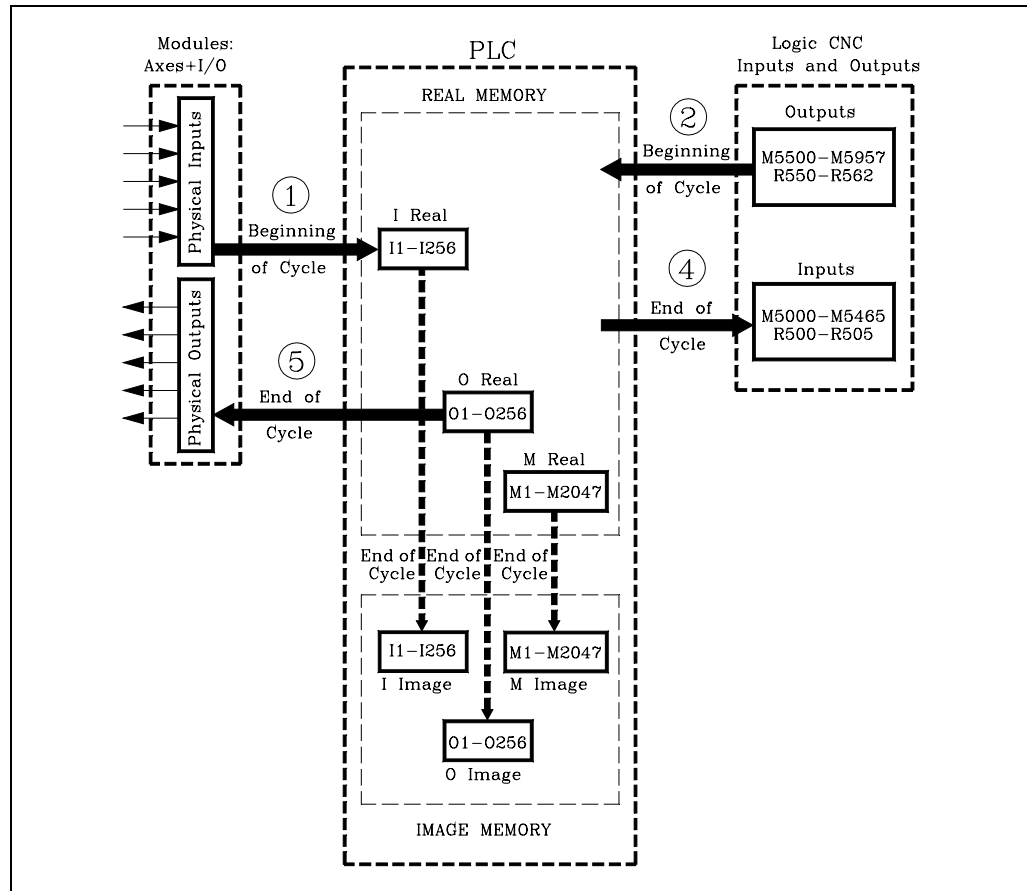 Modules:
Axes+I/O
PLC
Logic CNC
Inputs and Outputs
REAL MEMORY
Physical Inputs
1
Beginning
of Cycle
I Real
I1-I256
2
Beginning
of Cycle
Outputs
M5500-M5957
R550-R562
4
End of
Cycle
Inputs
M5000-M5465
R500-R505
Physical Outputs
5
End of
Cycle
O Real
O1-O256
M Real
M1-M2047
End of
Cycle
End of
Cycle
End of
Cycle
I1-I256
I Image
M1-M2047
M Image
O1-O256
O Image
IMAGE MEMORY